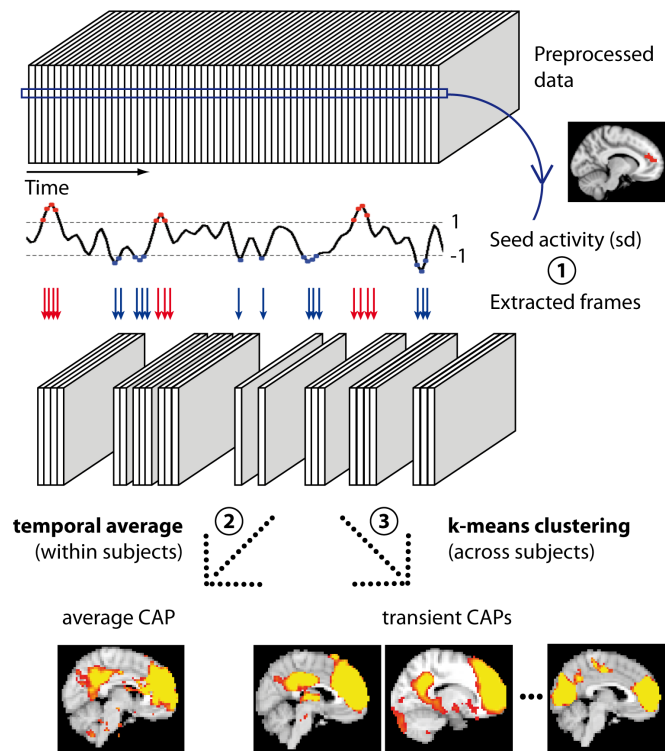 Preprocessed
data
Time
1
-1
Seed activity (sd)
1
Extracted frames
temporal average
(within subjects)
2
3
k-means clustering
(across subjects)
average CAP
transient CAPs